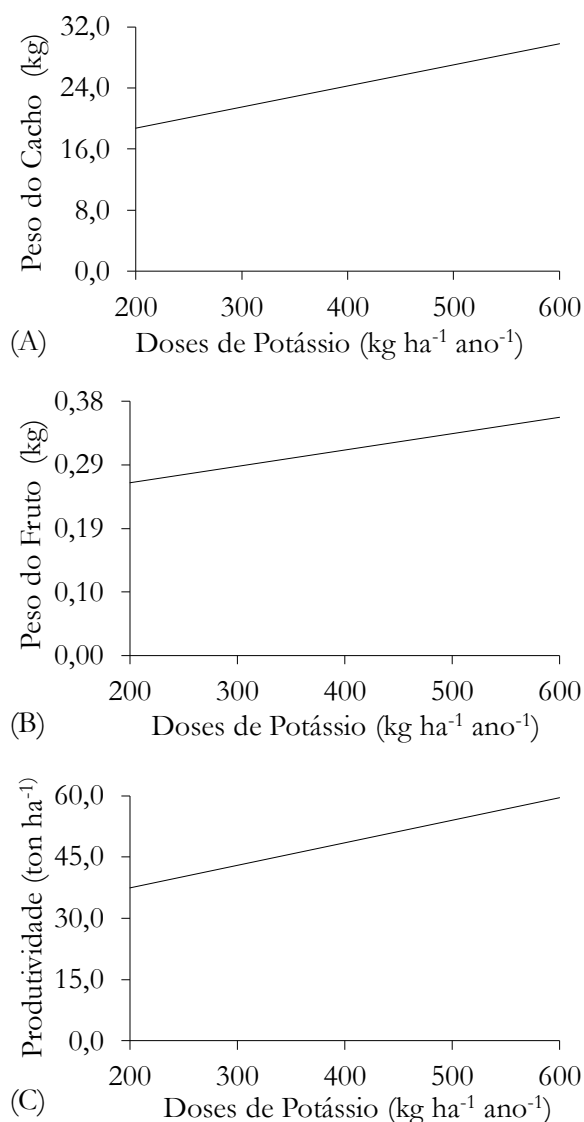 Peso do Cacho (kg)
32,0
24,0
16,0
8,0
0,0
200 300 400 500 600
(A) Doses de Potássio (kg ha⁻¹ ano⁻¹)
Peso do Fruto (kg)
0,38
0,29
0,19
0,10
0,00
200 300 400 500 600
(B) Doses de Potássio (kg ha⁻¹ ano⁻¹)
Produtividade (ton ha⁻¹)
60,0
45,0
30,0
15,0
0,0
200 300 400 500 600
(C) Doses de Potássio (kg ha⁻¹ ano⁻¹)